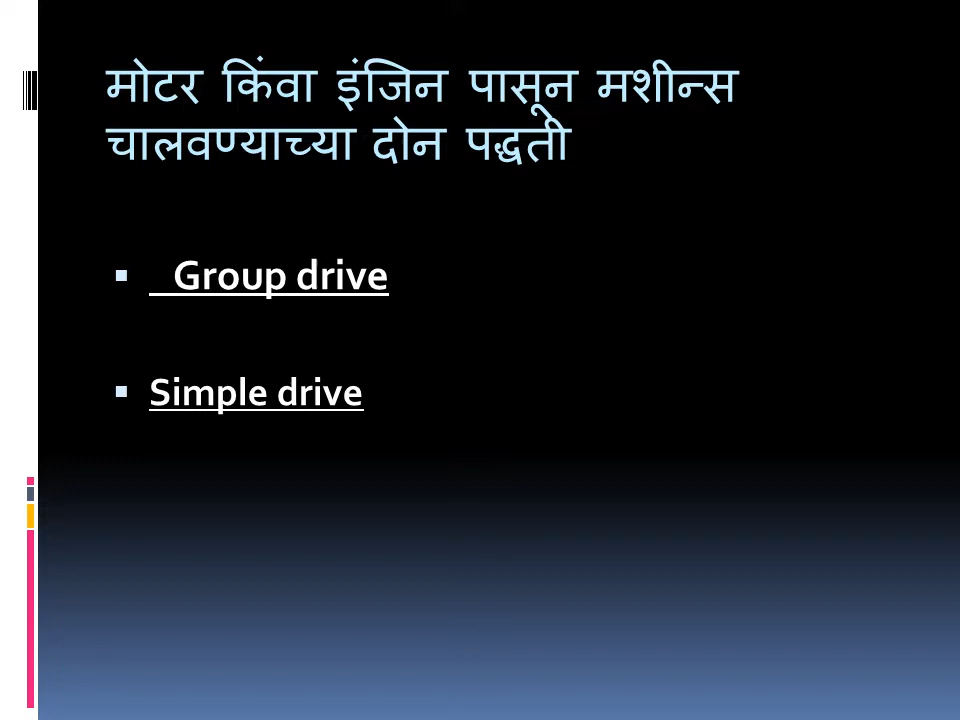 मोटर किंवा इंजिन पासून मशीन्स
चालवण्याच्या दोन पद्धती
Group drive
Simple drive